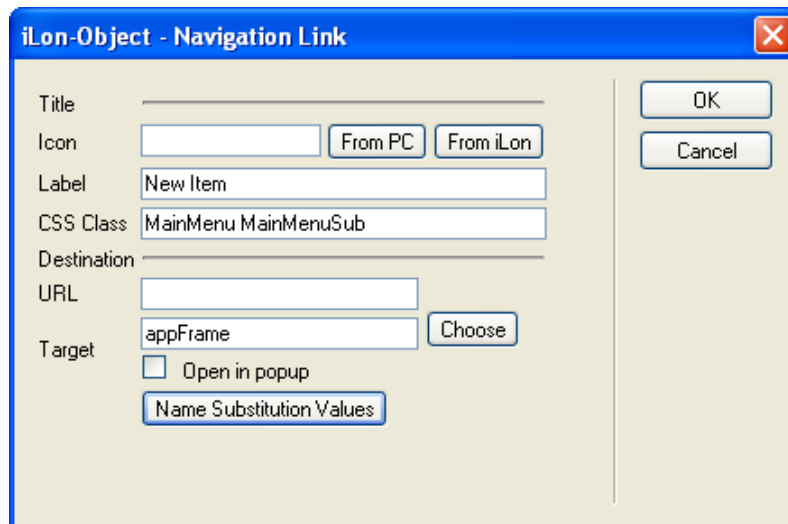 iLon-Object - Navigation Link
Title
OK
Icon From PC From iLon
Cancel
Label New Item
CSS Class MainMenu MainMenuSub
Destination
URL
Target appFrame Choose
Open in popup
Name Substitution Values